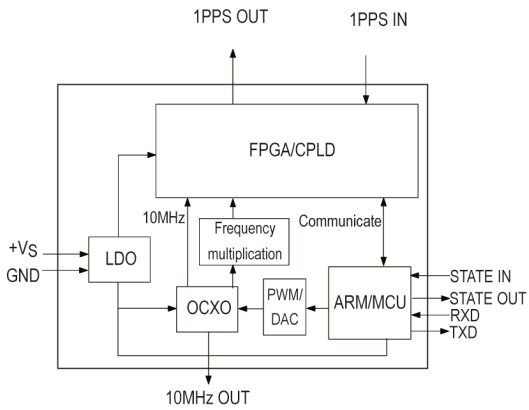 1PPS OUT
1PPS IN
FPGA/CPLD
10MHz
Frequency
multiplication
Communicate
+VS
GND
LDO
OCXO
PWM/
DAC
ARM/MCU
STATE IN
STATE OUT
RXD
TXD
10MHz OUT